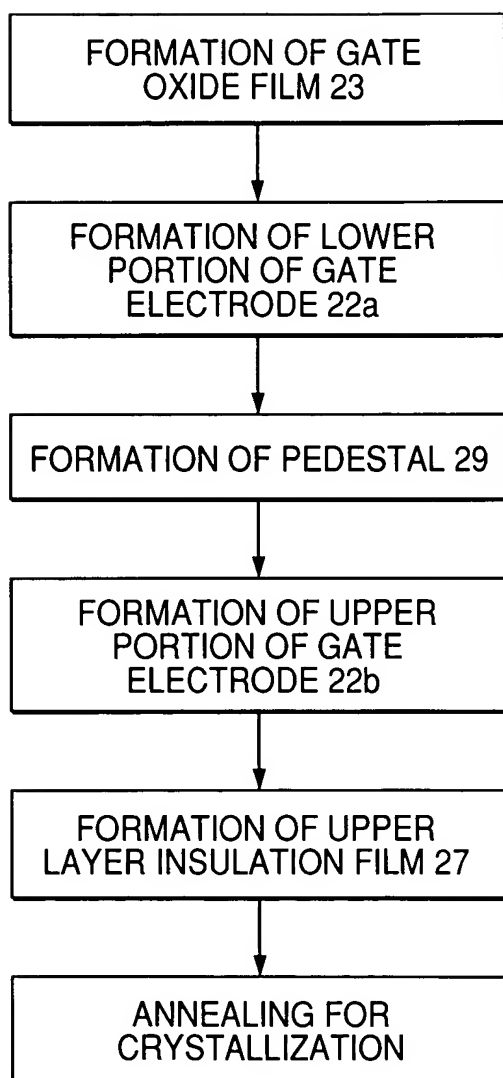 FORMATION OF GATE
OXIDE FILM 23
FORMATION OF LOWER
PORTION OF GATE
ELECTRODE 22a
FORMATION OF PEDESTAL 29
FORMATION OF UPPER
PORTION OF GATE
ELECTRODE 22b
FORMATION OF UPPER
LAYER INSULATION FILM 27
ANNEALING FOR
CRYSTALLIZATION